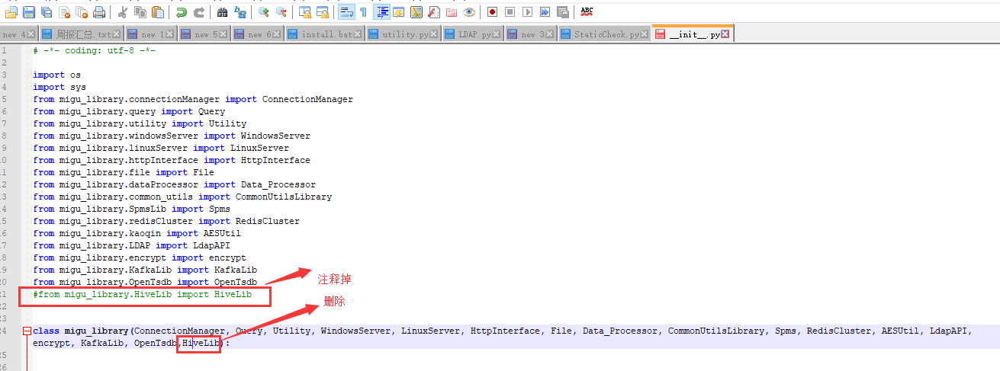 ABC
new 4 周报汇总.txt new 1 new 5 new 6 install.bat utility.py LDAP.py new 3 StaticCheck.py __init__.py
1 # -*- coding: utf-8 -*-
2
3 import os
4 import sys
5 from migu_library.connectionManager import ConnectionManager
6 from migu_library.query import Query
7 from migu_library.utility import Utility
8 from migu_library.windowsServer import WindowsServer
9 from migu_library.linuxServer import LinuxServer
10 from migu_library.httpInterface import HttpInterface
11 from migu_library.file import File
12 from migu_library.dataProcessor import Data_Processor
13 from migu_library.common_utils import CommonUtilsLibrary
14 from migu_library.SpmsLib import Spms
15 from migu_library.redisCluster import RedisCluster
16 from migu_library.kaoqin import AESUtil
17 from migu_library.LDAP import LdapAPI
18 from migu_library.encrypt import encrypt
19 from migu_library.KafkaLib import KafkaLib
20 from migu_library.OpenTsdb import OpenTsdb
注释掉
21 #from migu_library.HiveLib import HiveLib
删除
22
23
24 class migu_library(ConnectionManager, Query, Utility, WindowsServer, LinuxServer, HttpInterface, File, Data_Processor, CommonUtilsLibrary, Spms, RedisCluster, AESUtil, LdapAPI,
encrypt, KafkaLib, OpenTsdb,HiveLib):
25
26